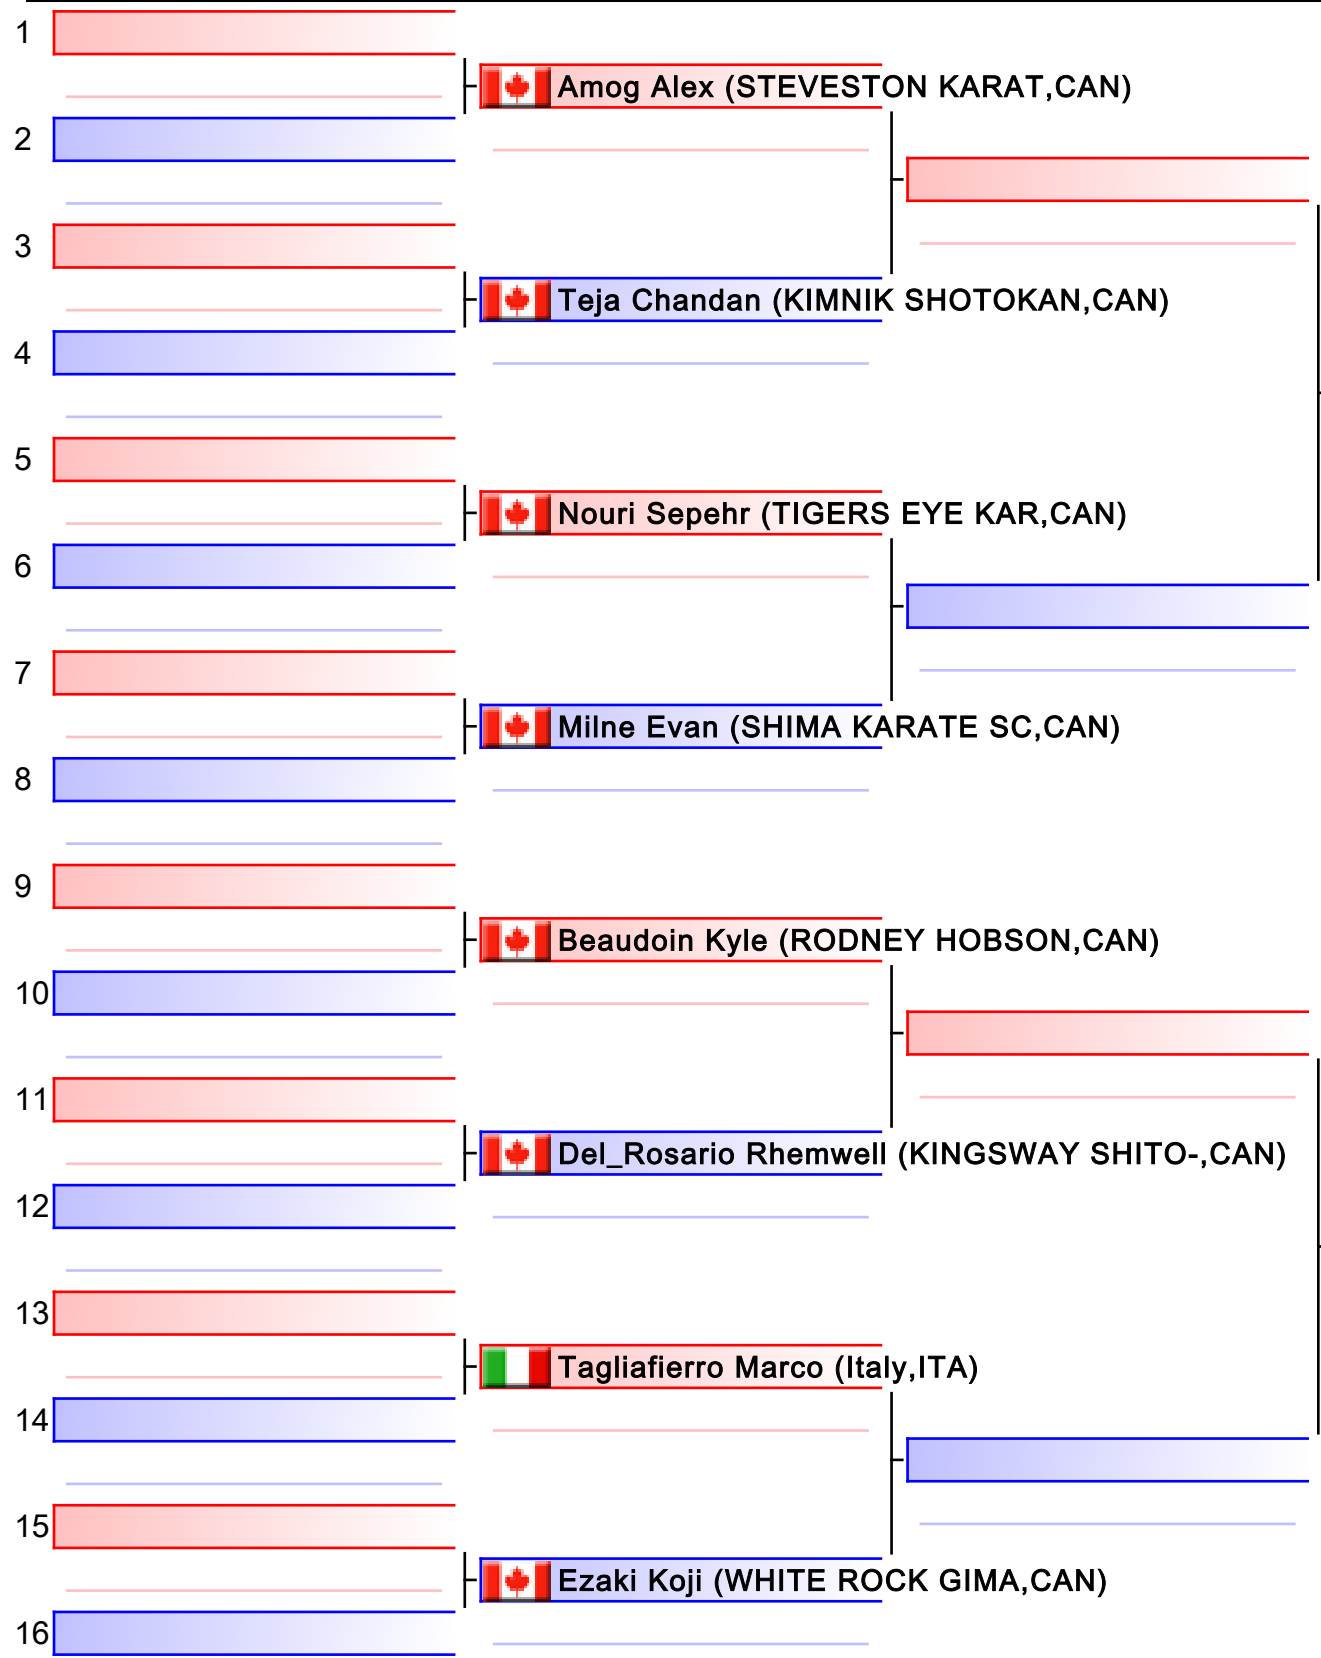 1
Amog Alex (STEVESTON KARAT,CAN)
2
3
Teja Chandan (KIMNIK SHOTOKAN,CAN)
4
5
Nouri Sepehr (TIGERS EYE KAR,CAN)
6
7
Milne Evan (SHIMA KARATE SC,CAN)
8
9
Beaudoin Kyle (RODNEY HOBSON,CAN)
10
11
Del_Rosario Rhemwell (KINGSWAY SHITO-,CAN)
12
13
Tagliafierro Marco (Italy,ITA)
14
15
Ezaki Koji (WHITE ROCK GIMA,CAN)
16